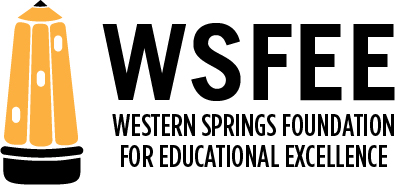 WSFEE
WESTERN SPRINGS FOUNDATION
FOR EDUCATIONAL EXCELLENCE